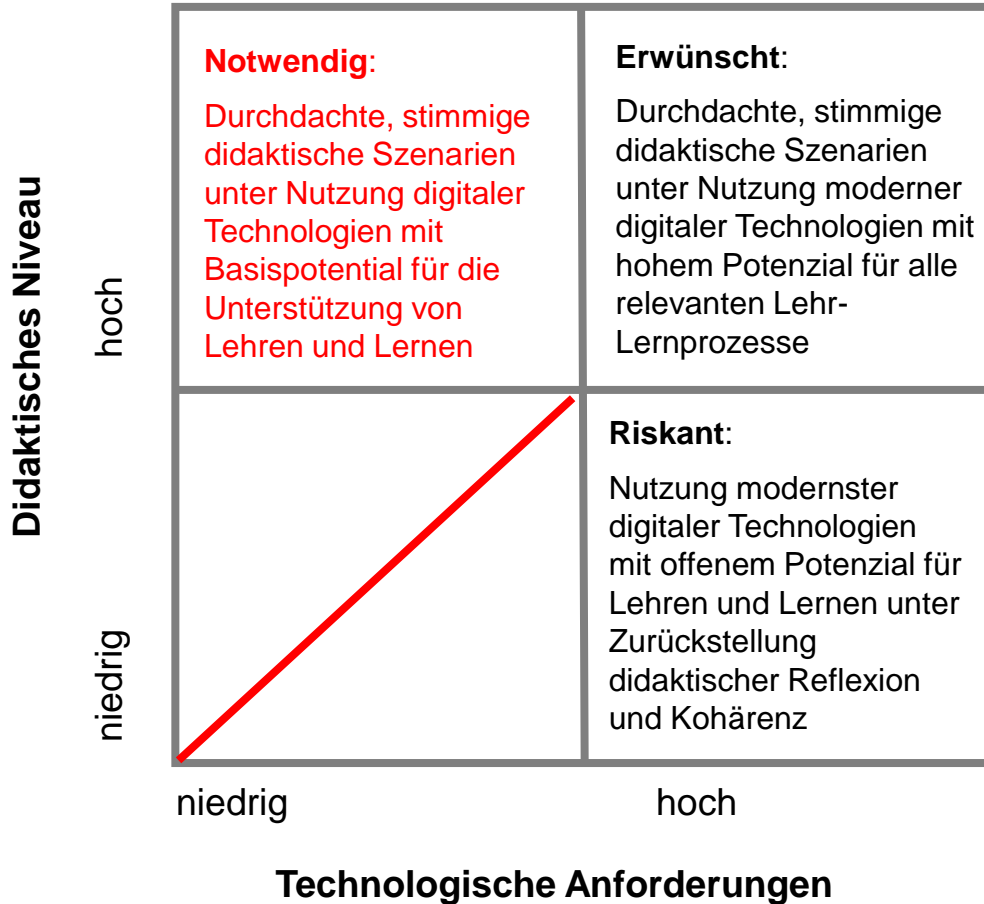 Didaktisches Niveau
hoch
niedrig
Notwendig:
Durchdachte, stimmige
didaktische Szenarien
unter Nutzung digitaler
Technologien mit
Basispotential für die
Unterstützung von
Lehren und Lernen
Erwünscht:
Durchdachte, stimmige
didaktische Szenarien
unter Nutzung moderner
digitaler Technologien mit
hohem Potenzial für alle
relevanten Lehr-
Lernprozesse
Riskant:
Nutzung modernster
digitaler Technologien
mit offenem Potenzial für
Lehren und Lernen unter
Zurückstellung
didaktischer Reflexion
und Kohärenz
niedrig
hoch
Technologische Anforderungen